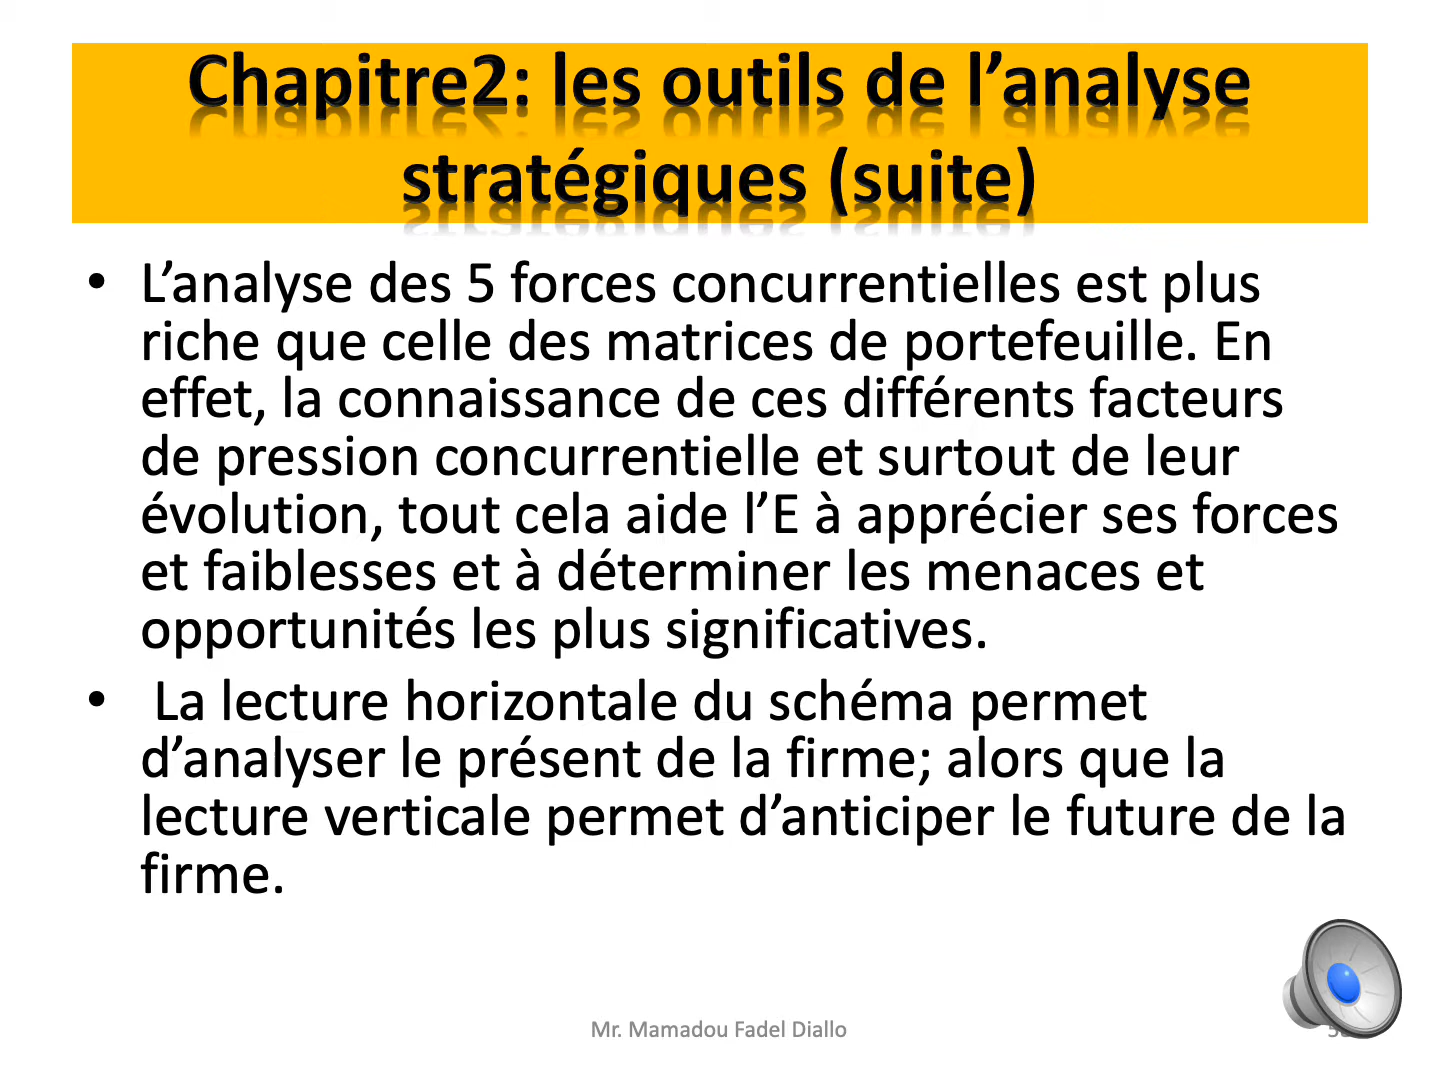 Chapitre2: les outils de l’analyse
stratégiques (suite)
• L’analyse des 5 forces concurrentielles est plus
riche que celle des matrices de portefeuille. En
effet, la connaissance de ces différents facteurs
de pression concurrentielle et surtout de leur
évolution, tout cela aide l’E à apprécier ses forces
et faiblesses et à déterminer les menaces et
opportunités les plus significatives.
• La lecture horizontale du schéma permet
d’analyser le présent de la firme; alors que la
lecture verticale permet d’anticiper le future de la
firme.
Mr. Mamadou Fadel Diallo